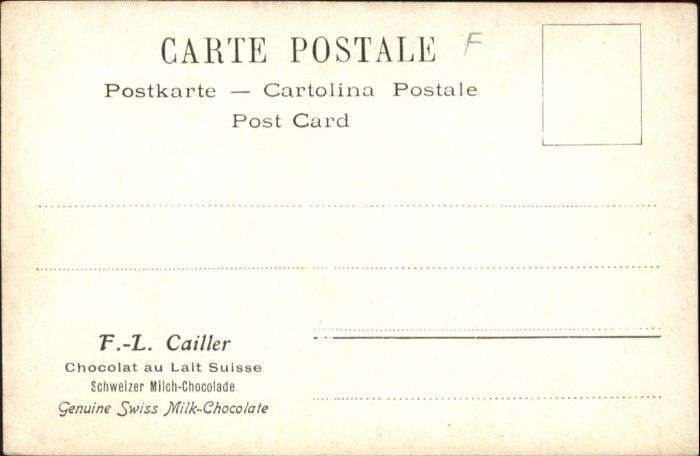 CARTE POSTALE F
Postkarte — Cartolina Postale
Post Card
F.-L. Cailler
Chocolat au Lait Suisse
Schweizer Milch-Chocolade
Genuine Swiss Milk-Chocolate